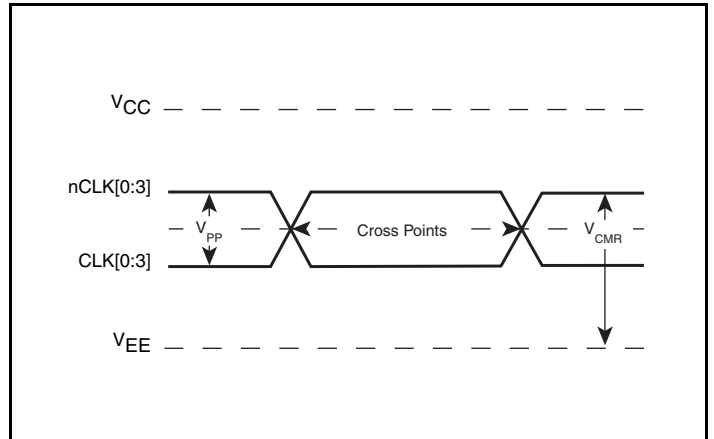 VCC
nCLK[0:3]
VPP
Cross Points
VCMR
CLK[0:3]
VEE